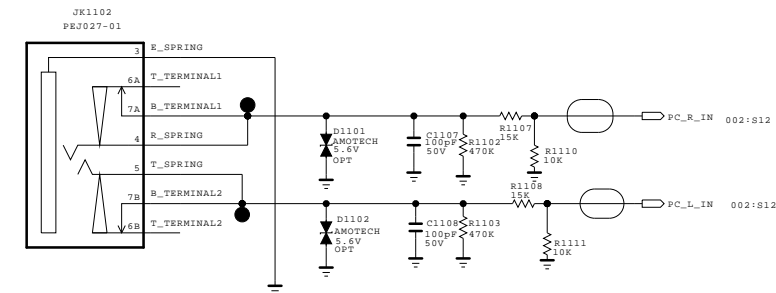 JK1102
PEJ027-01
3 E_SPRING
6A T_TERMINAL1
7A B_TERMINAL1
4 R_SPRING
5 T_SPRING
7B B_TERMINAL2
6B T_TERMINAL2
D1101
AMOTECH
5.6V
OPT
C1107
100pF
50V
R1102
470K
R1107
15K
R1110
10K
PC_R_IN 002:S12
D1102
AMOTECH
5.6V
OPT
C1108
100pF
50V
R1103
470K
R1108
15K
R1111
10K
PC_L_IN 002:S12